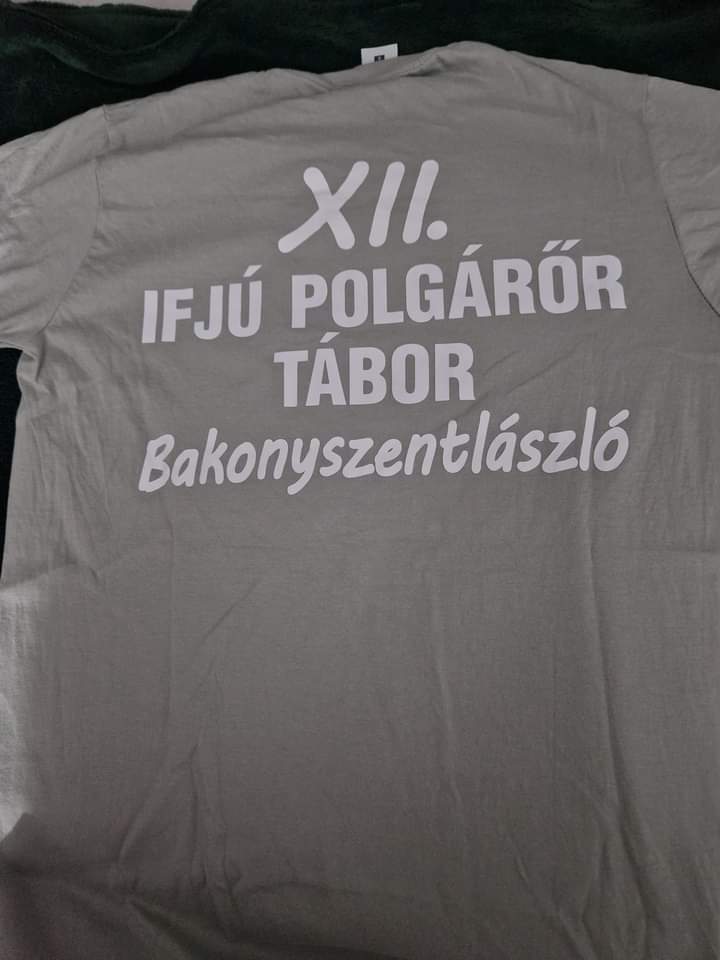 XII.
IFJÚ POLGÁRŐR
TÁBOR
Bakonyszentlászló